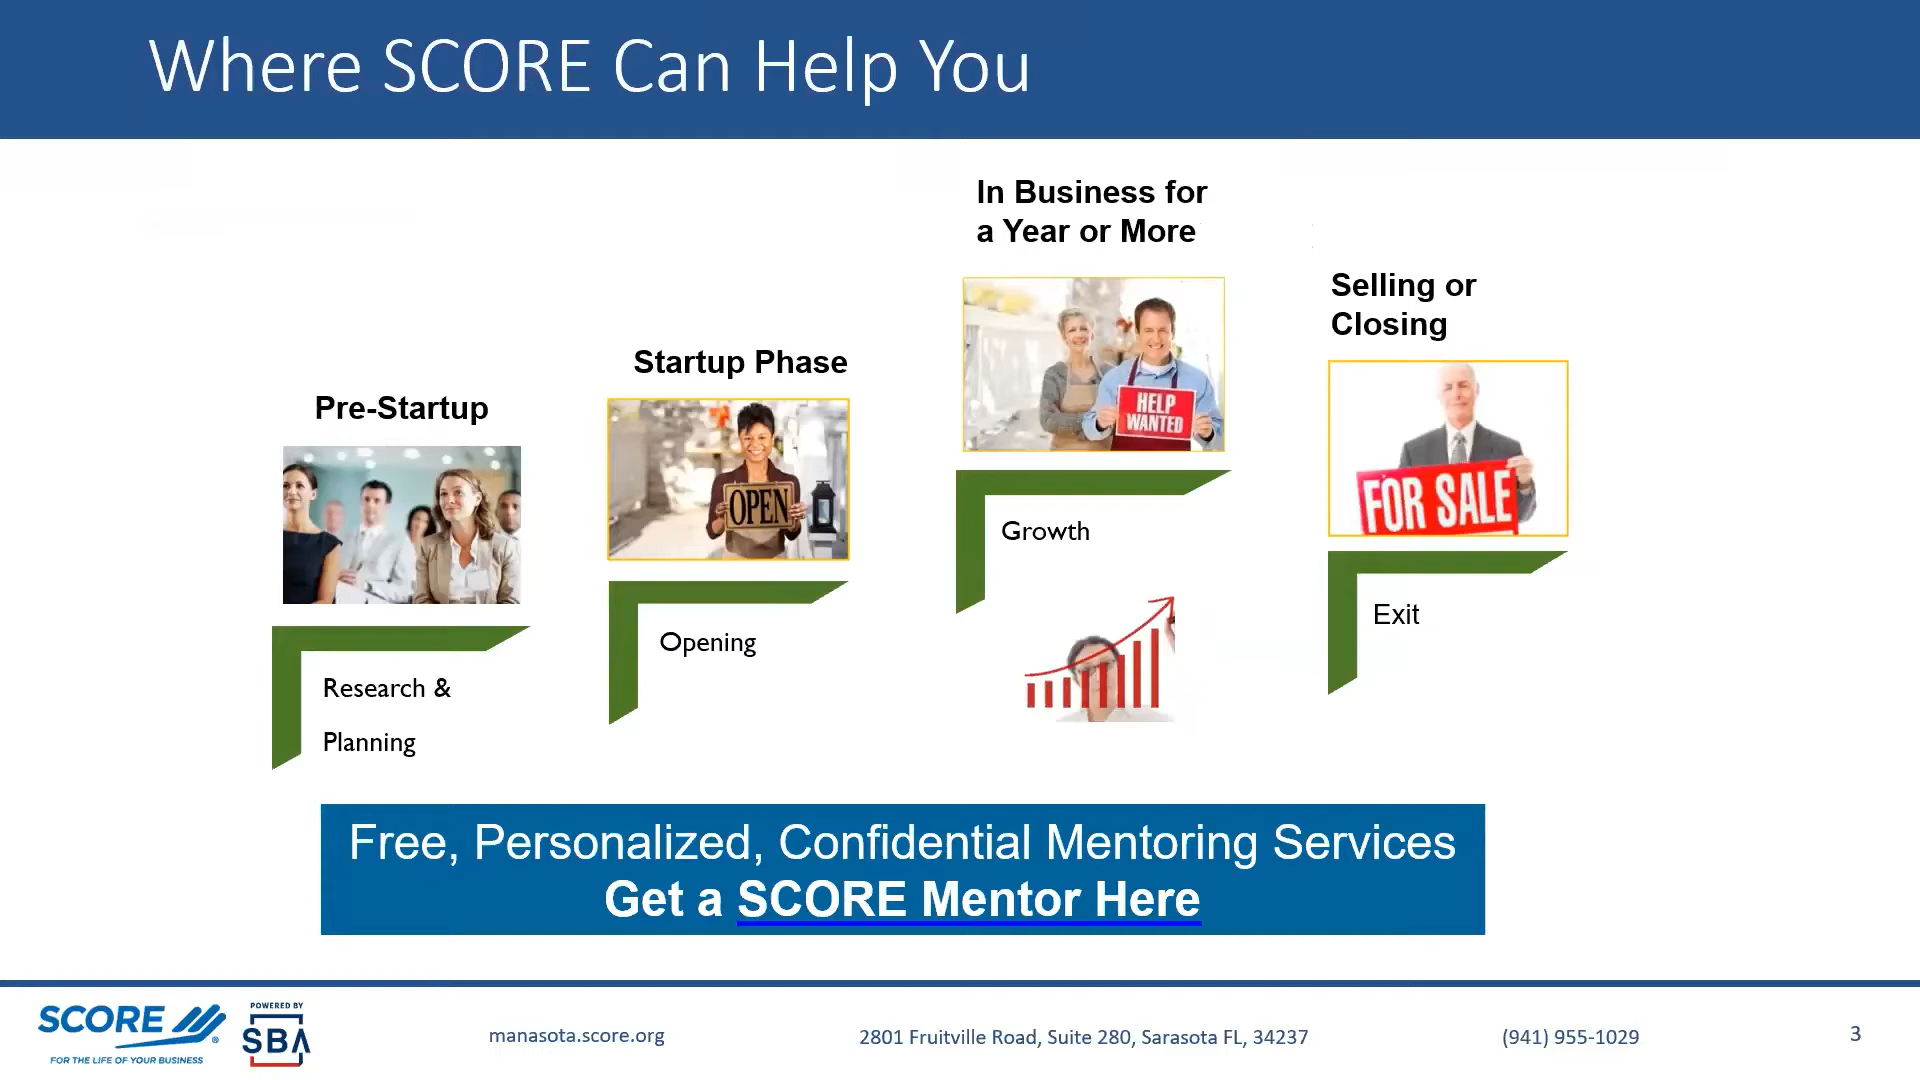 Where SCORE Can Help You
In Business for
a Year or More
Selling or
Closing
Startup Phase
Pre-Startup
HELP
WANTED
FOR SALE
OPEN
Growth
Exit
Opening
Research &
Planning
Free, Personalized, Confidential Mentoring Services
Get a SCORE Mentor Here
SCORE
®
FOR THE LIFE OF YOUR BUSINESS
POWERED BY
SBA
manasota.score.org
2801 Fruitville Road, Suite 280, Sarasota FL, 34237
(941) 955-1029
3